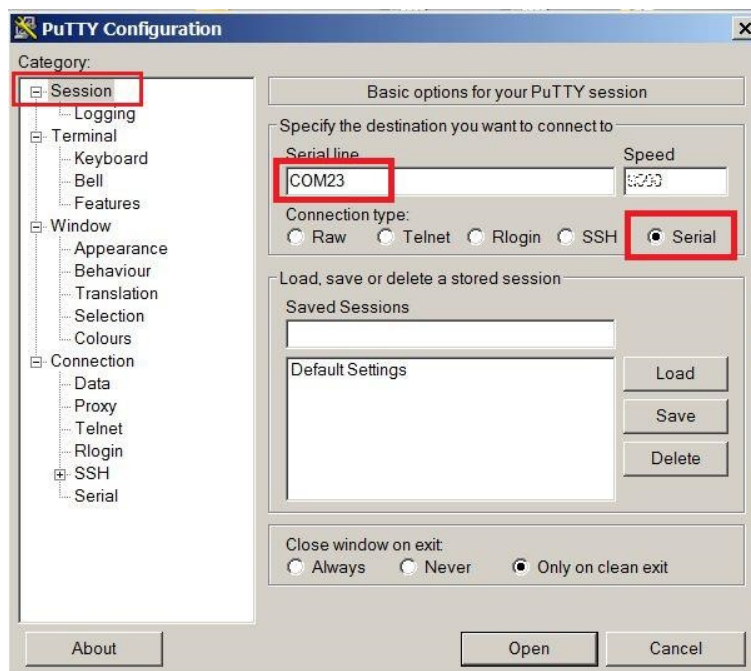 PuTTY Configuration
Category:
Session
Logging
Terminal
Keyboard
Bell
Features
Window
Appearance
Behaviour
Translation
Selection
Colours
Connection
Data
Proxy
Telnet
Rlogin
SSH
Serial
Basic options for your PuTTY session
Specify the destination you want to connect to
Serial line
Speed
COM23
Connection type:
Raw
Telnet
Rlogin
SSH
Serial
Load, save or delete a stored session
Saved Sessions
Default Settings
Load
Save
Delete
Close window on exit:
Always
Never
Only on clean exit
About
Open
Cancel